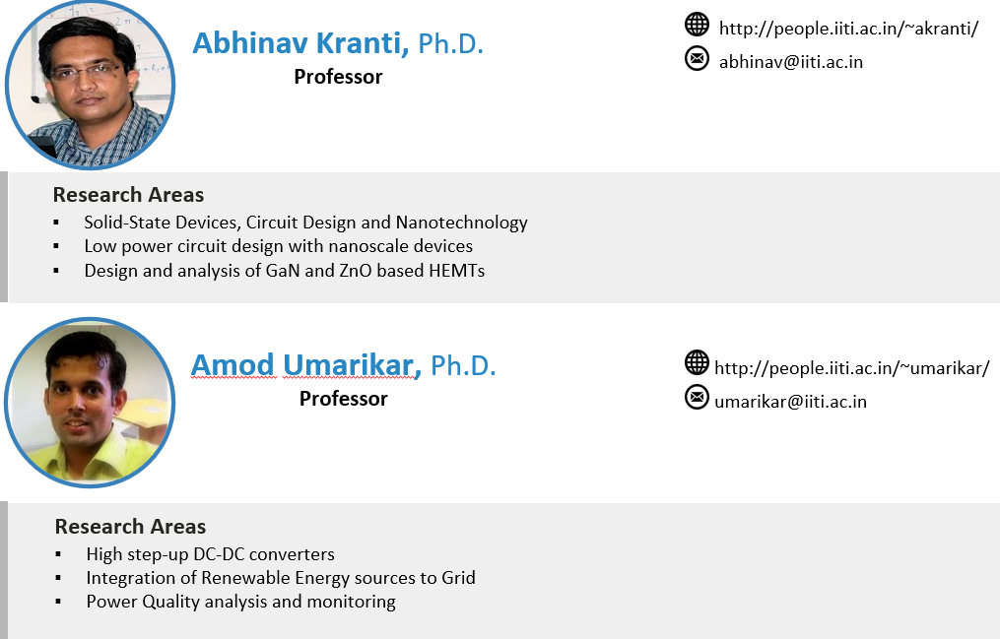 Abhinav Kranti, Ph.D.
Professor
http://people.iiti.ac.in/~akranti/
abhinav@iiti.ac.in
Research Areas
▪ Solid-State Devices, Circuit Design and Nanotechnology
▪ Low power circuit design with nanoscale devices
▪ Design and analysis of GaN and ZnO based HEMTs
Amod Umarikar, Ph.D.
Professor
http://people.iiti.ac.in/~umarikar/
umarikar@iiti.ac.in
Research Areas
▪ High step-up DC-DC converters
▪ Integration of Renewable Energy sources to Grid
▪ Power Quality analysis and monitoring